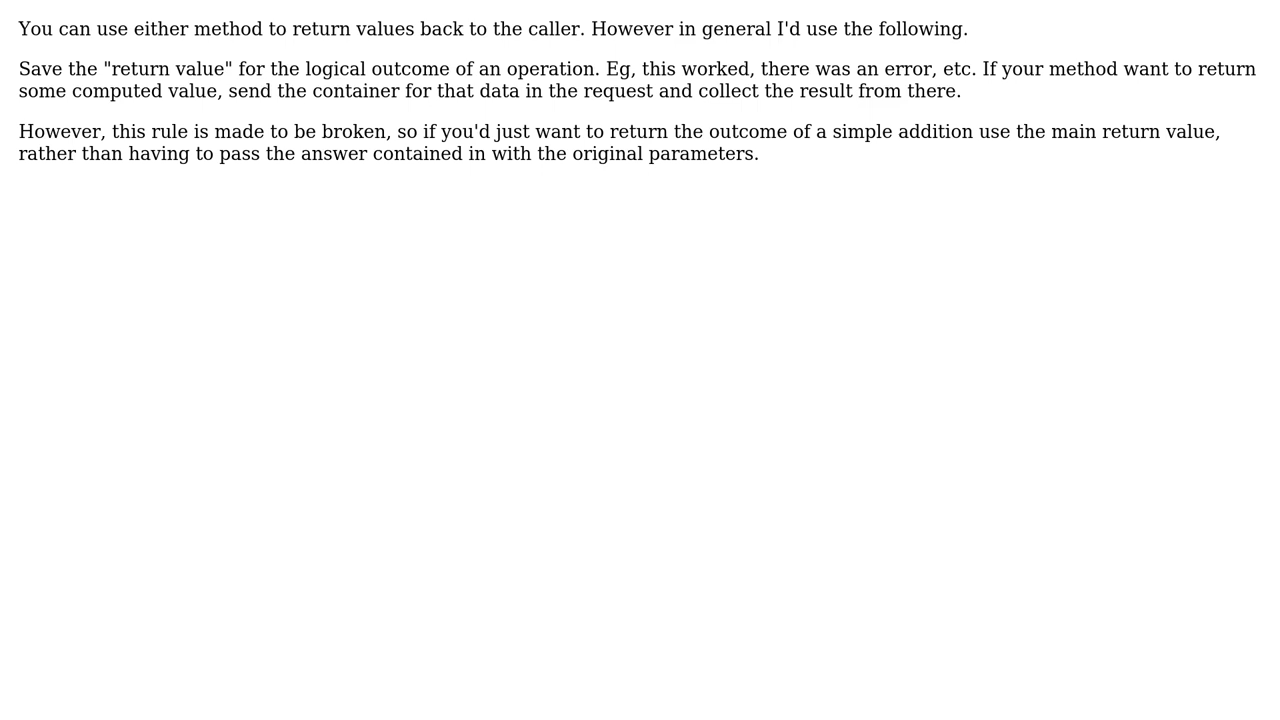 You can use either method to return values back to the caller. However in general I'd use the following.
Save the "return value" for the logical outcome of an operation. Eg, this worked, there was an error, etc. If your method want to return
some computed value, send the container for that data in the request and collect the result from there.
However, this rule is made to be broken, so if you'd just want to return the outcome of a simple addition use the main return value,
rather than having to pass the answer contained in with the original parameters.